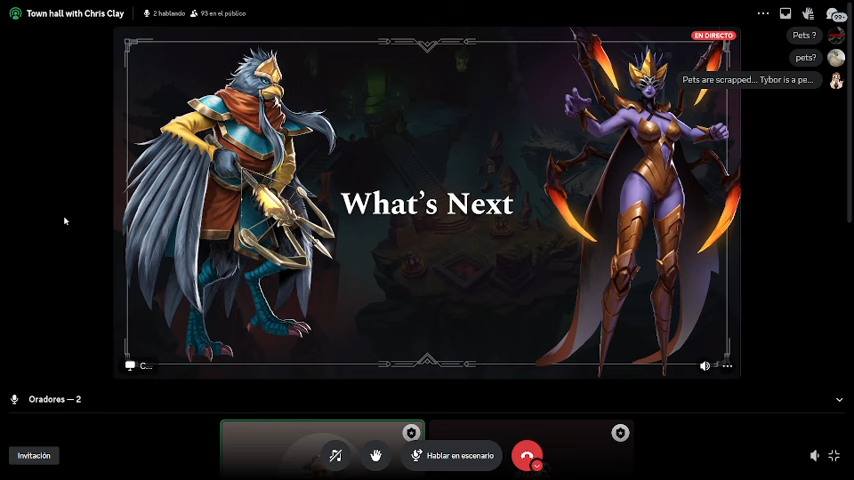 Town hall with Chris Clay
2 hablando
93 en el público
99+
EN DIRECTO
Pets ?
pets?
Pets are scrapped... Tybor is a pe...
What's Next
C...
Oradores — 2
Invitación
Hablar en escenario